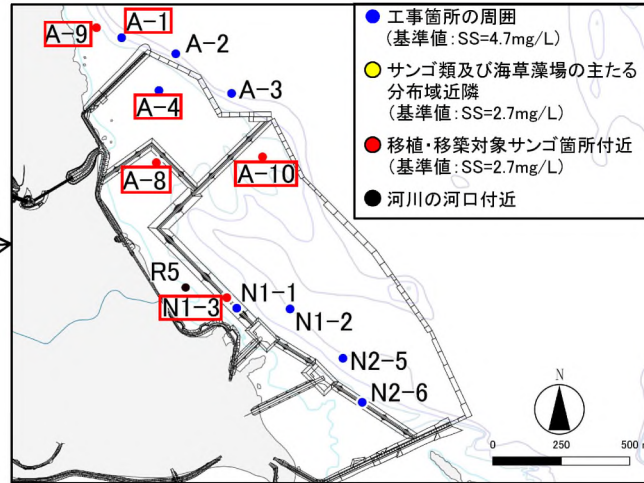 A-9
A-1
A-2
A-4
A-3
A-8
A-10
R5
N1-3
N1-1
N1-2
N2-5
N2-6
工事箇所の周囲
(基準値:SS=4.7mg/L)
サンゴ類及び海草藻場の主たる
分布域近隣
(基準値:SS=2.7mg/L)
移植・移築対象サンゴ箇所付近
(基準値:SS=2.7mg/L)
河川の河口付近
N
0 250 500 m